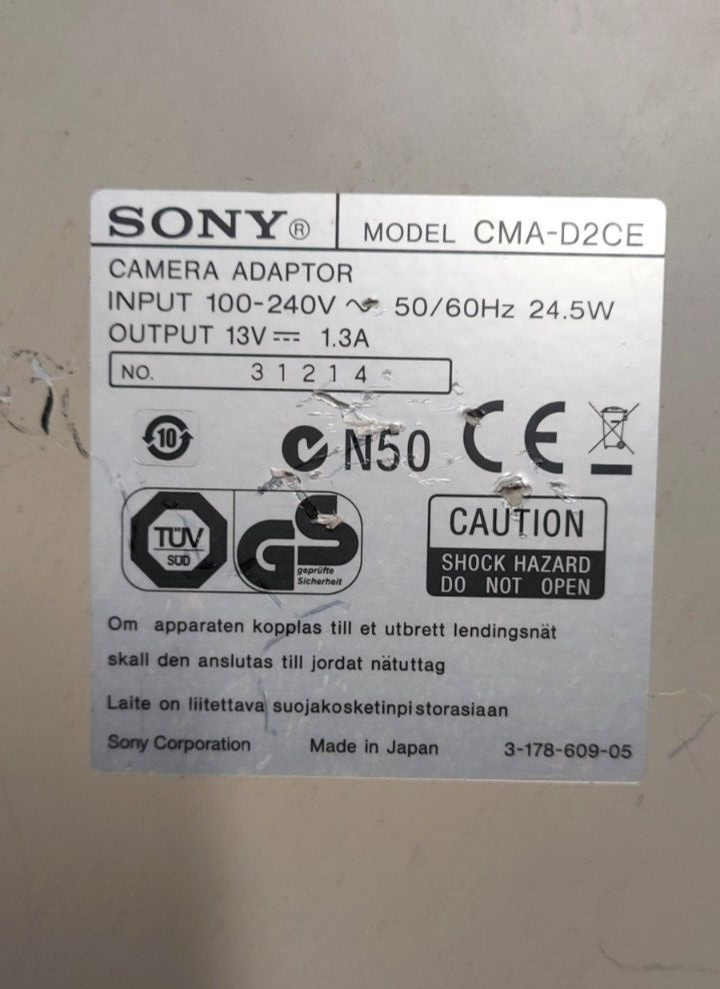 SONY® MODEL CMA-D2CE
CAMERA ADAPTOR
INPUT 100-240V ~ 50/60Hz 24.5W
OUTPUT 13V⎓ 1.3A
NO. 31214
10 N50 CE
TÜV
SÜD
GS
geprüfte
Sicherheit
CAUTION
SHOCK HAZARD
DO NOT OPEN
Om apparaten kopplas till et utbrett lendingsnät
skall den anslutas till jordat nätuttag
Laite on liitettava suojakosketinpistorasiaan
Sony Corporation Made in Japan 3-178-609-05